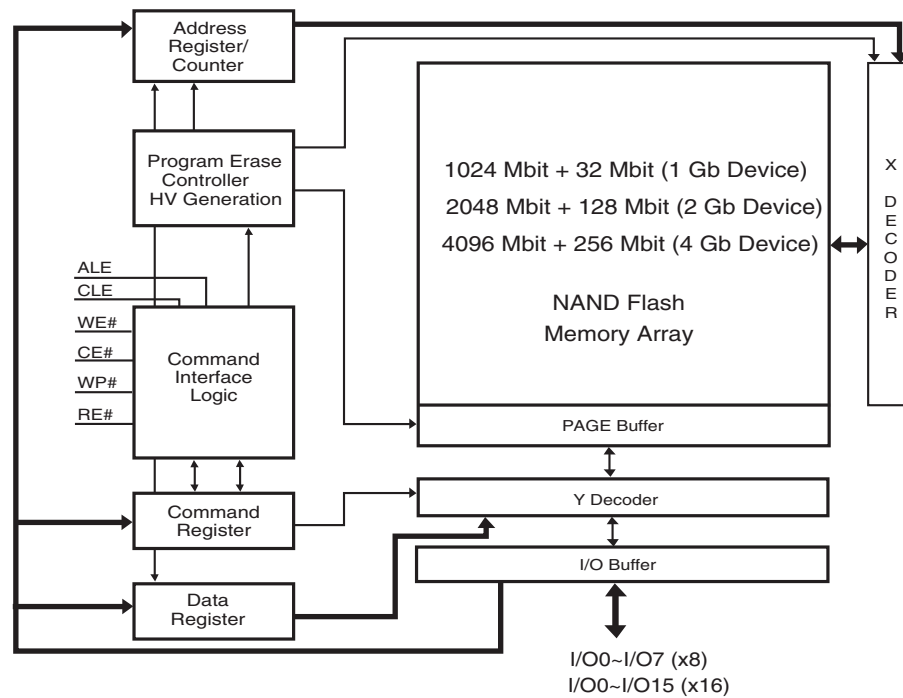 Address
Register/
Counter
Program Erase
Controller
HV Generation
ALE
CLE
WE#
CE#
WP#
RE#
Command
Interface
Logic
Command
Register
Data
Register
1024 Mbit + 32 Mbit (1 Gb Device)
2048 Mbit + 128 Mbit (2 Gb Device)
4096 Mbit + 256 Mbit (4 Gb Device)
NAND Flash
Memory Array
PAGE Buffer
Y Decoder
I/O Buffer
I/O0~I/O7 (x8)
I/O0~I/O15 (x16)
X
DECODER